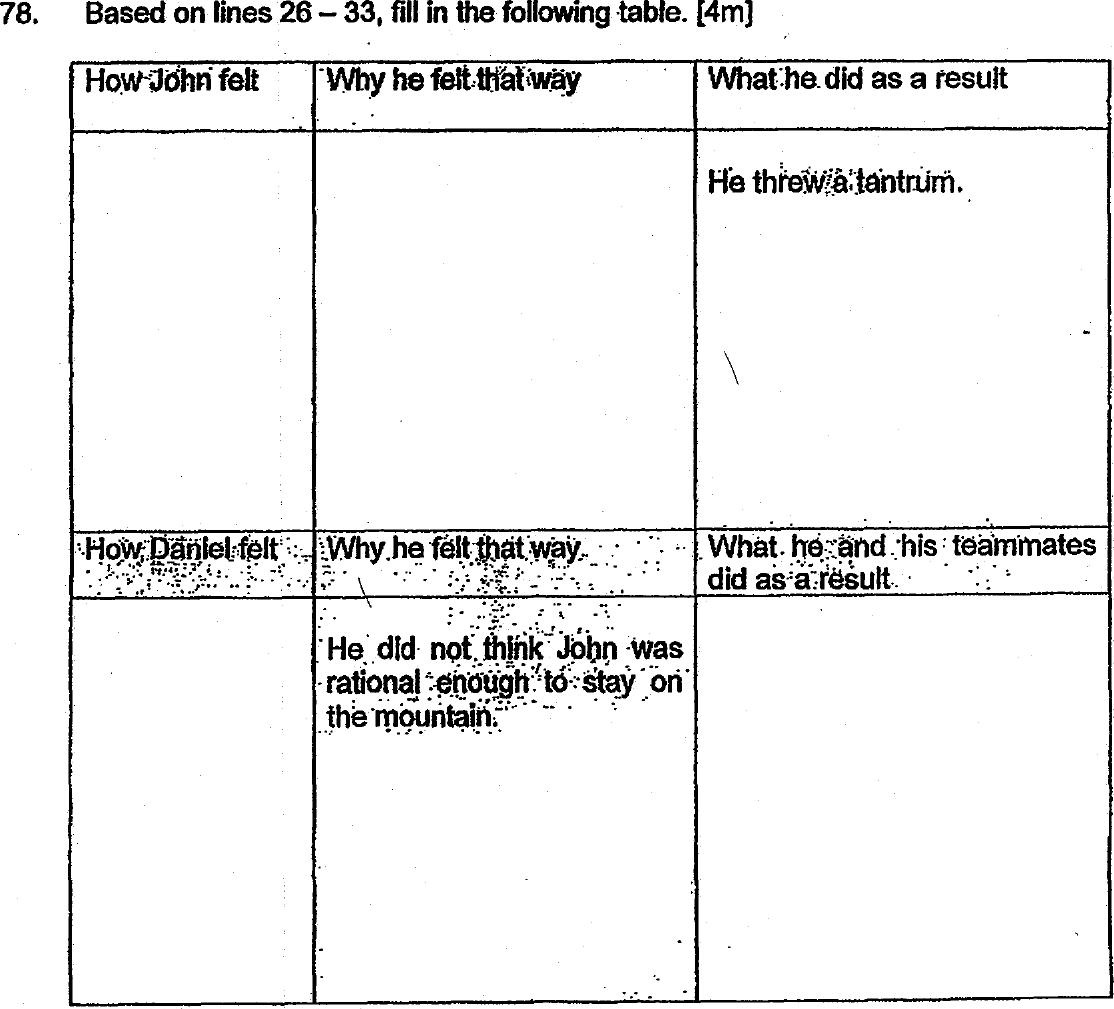 78. Based on lines 26 – 33, fill in the following table. [4m]
How John felt
Why he felt that way
What he did as a result
He threw a tantrum.
How Daniel felt
Why he felt that way
What he and his teammates
did as a result
He did not think John was
rational enough to stay on
the mountain.